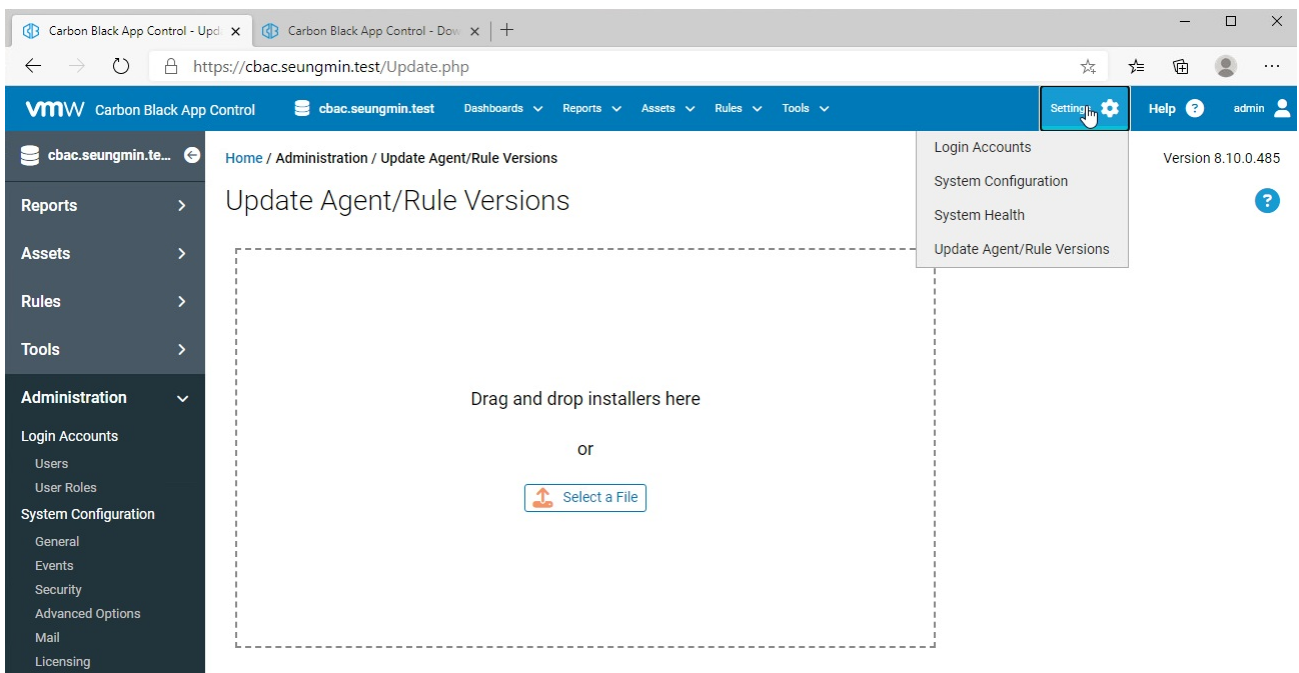 Carbon Black App Control - Upd
Carbon Black App Control - Dow
https://cbac.seungmin.test/Update.php
vmw Carbon Black App Control cbac.seungmin.test Dashboards Reports Assets Rules Tools Settings Help ? admin
cbac.seungmin.te...
Home / Administration / Update Agent/Rule Versions
Login Accounts
Version 8.10.0.485
System Configuration
Reports
Update Agent/Rule Versions
?
System Health
Assets
Update Agent/Rule Versions
Rules
Tools
Administration
Drag and drop installers here
Login Accounts
or
Users
User Roles
Select a File
System Configuration
General
Events
Security
Advanced Options
Mail
Licensing